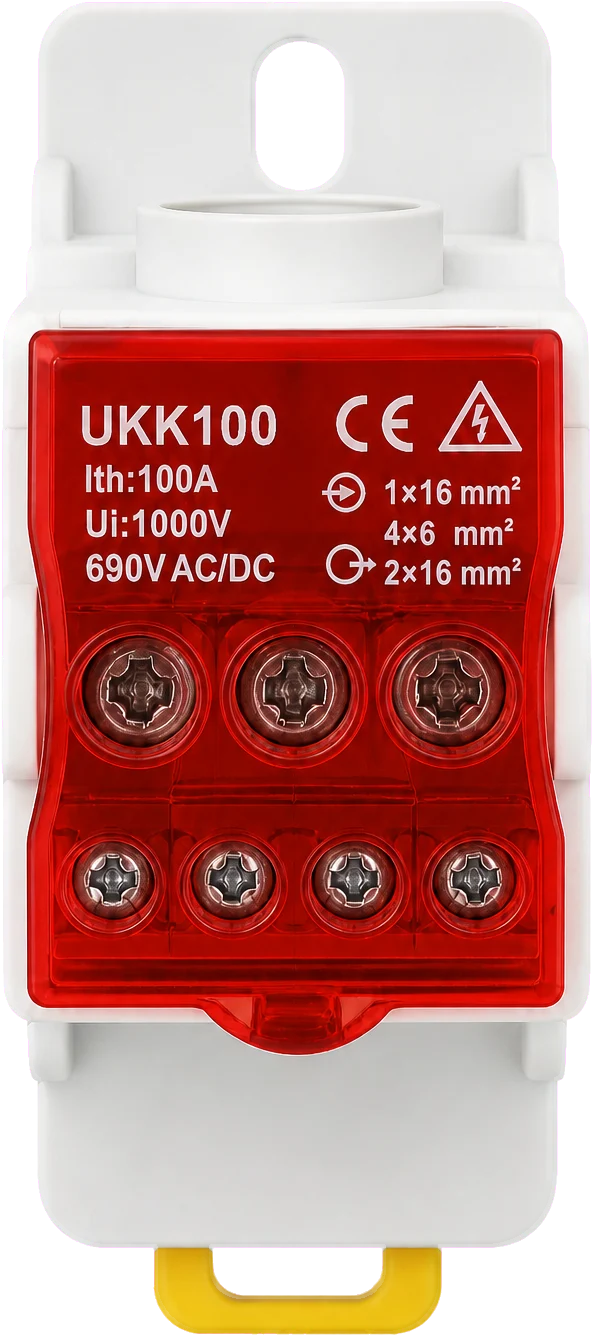 UKK100 CE
Ith:100A
Ui:1000V
690V AC/DC
1×16 mm²
4×6 mm²
2×16 mm²